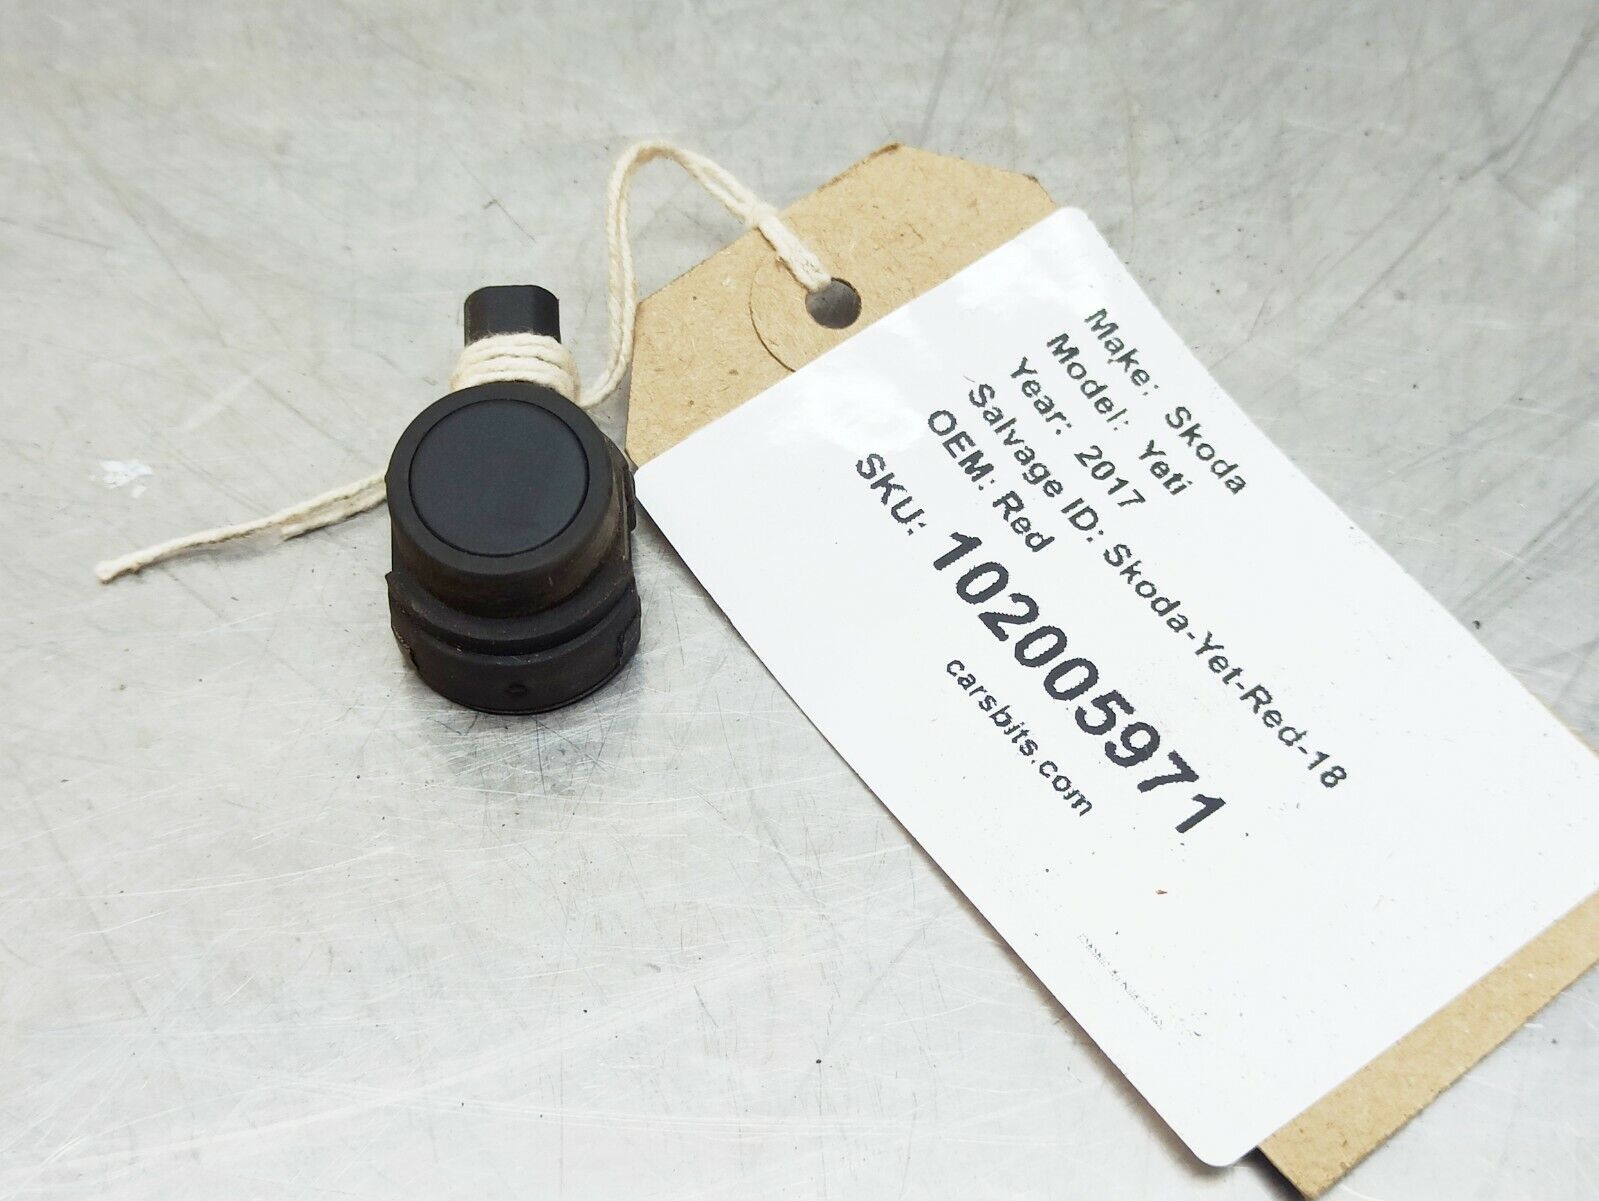 Make: Skoda
Model: Yeti
Year: 2017
Salvage ID: Skoda-Yet-Red-18
OEM: Red
SKU: 102005971
carsbits.com